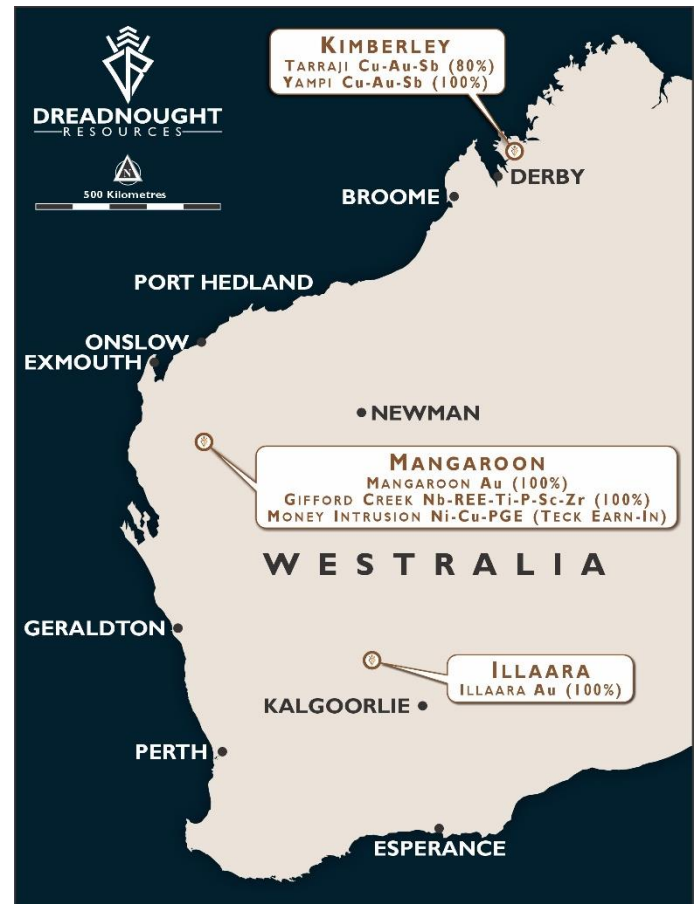 DREADNOUGHT
RESOURCES
N
500 Kilometres
KIMBERLEY
TARRAJI Cu-Au-Sb (80%)
YAMPI Cu-Au-Sb (100%)
DERBY
BROOME
PORT HEDLAND
ONSLOW
EXMOUTH
NEWMAN
MANGAROON
MANGAROON Au (100%)
GIFFORD CREEK Nb-REE-Ti-P-Sc-Zr (100%)
MONEY INTRUSION Ni-Cu-PGE (TECK EARN-IN)
WESTRALIA
GERALDTON
ILLAARA
ILLAARA Au (100%)
KALGOORLIE
PERTH
ESPERANCE